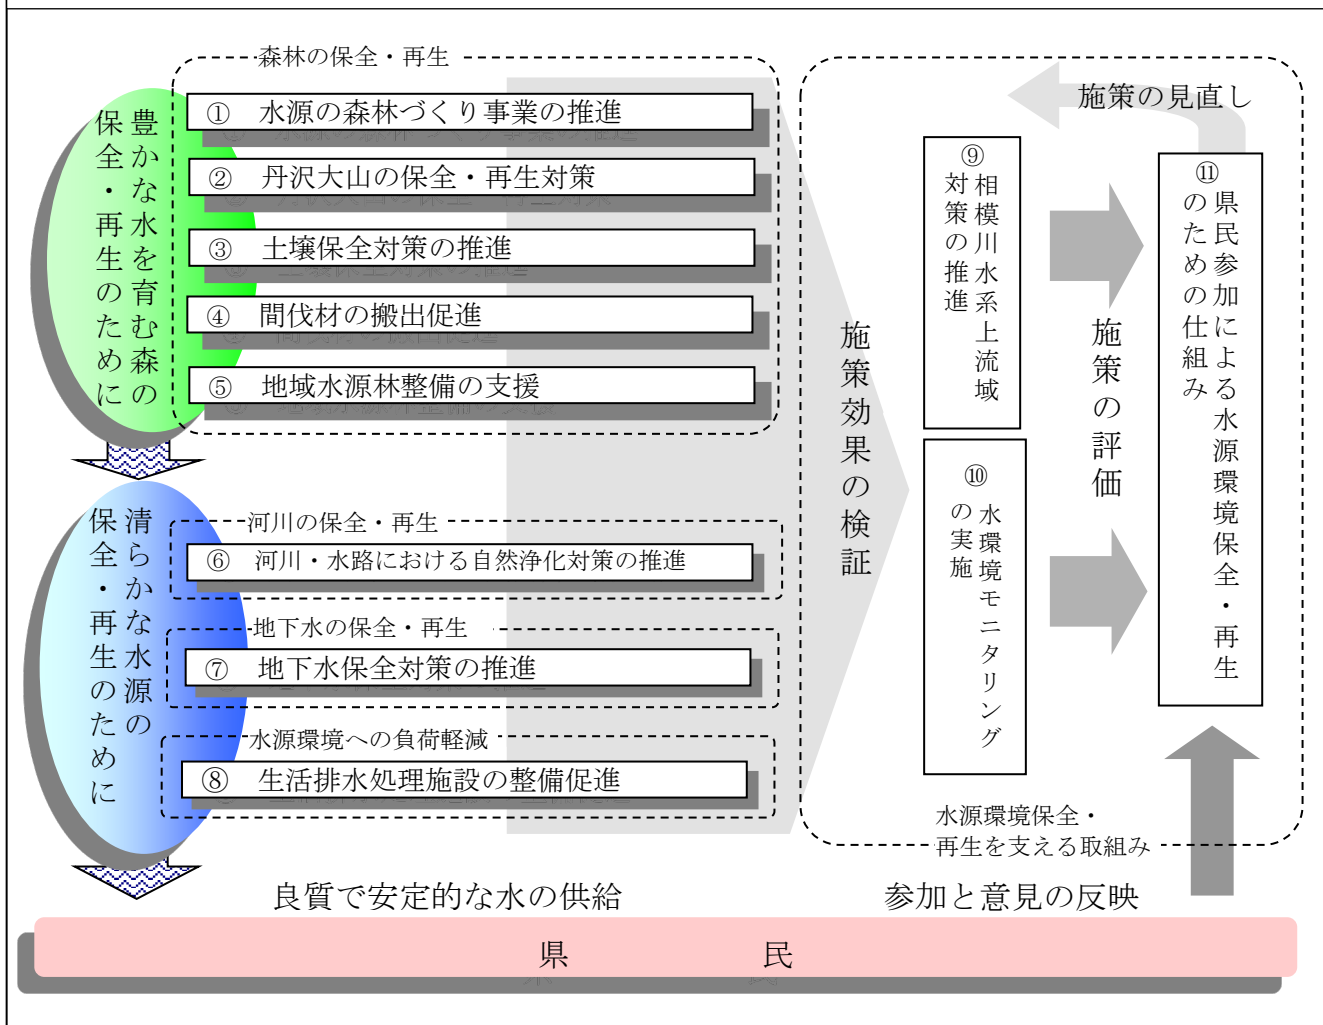 森林の保全・再生
豊かな水を育む森の
保全・再生のために
① 水源の森林づくり事業の推進
② 丹沢大山の保全・再生対策
③ 土壌保全対策の推進
④ 間伐材の搬出促進
⑤ 地域水源林整備の支援
清らかな水源の
保全・再生のために
河川の保全・再生
⑥ 河川・水路における自然浄化対策の推進
地下水の保全・再生
⑦ 地下水保全対策の推進
水源環境への負荷軽減
⑧ 生活排水処理施設の整備促進
施策効果の検証
⑨ 相模川水系上流域
対策の推進
⑩ 水環境モニタリング
の実施
施策の評価
施策の見直し
⑪ 県民参加による水源環境保全・再生
のための仕組み
水源環境保全・
再生を支える取組み
良質で安定的な水の供給
参加と意見の反映
県民